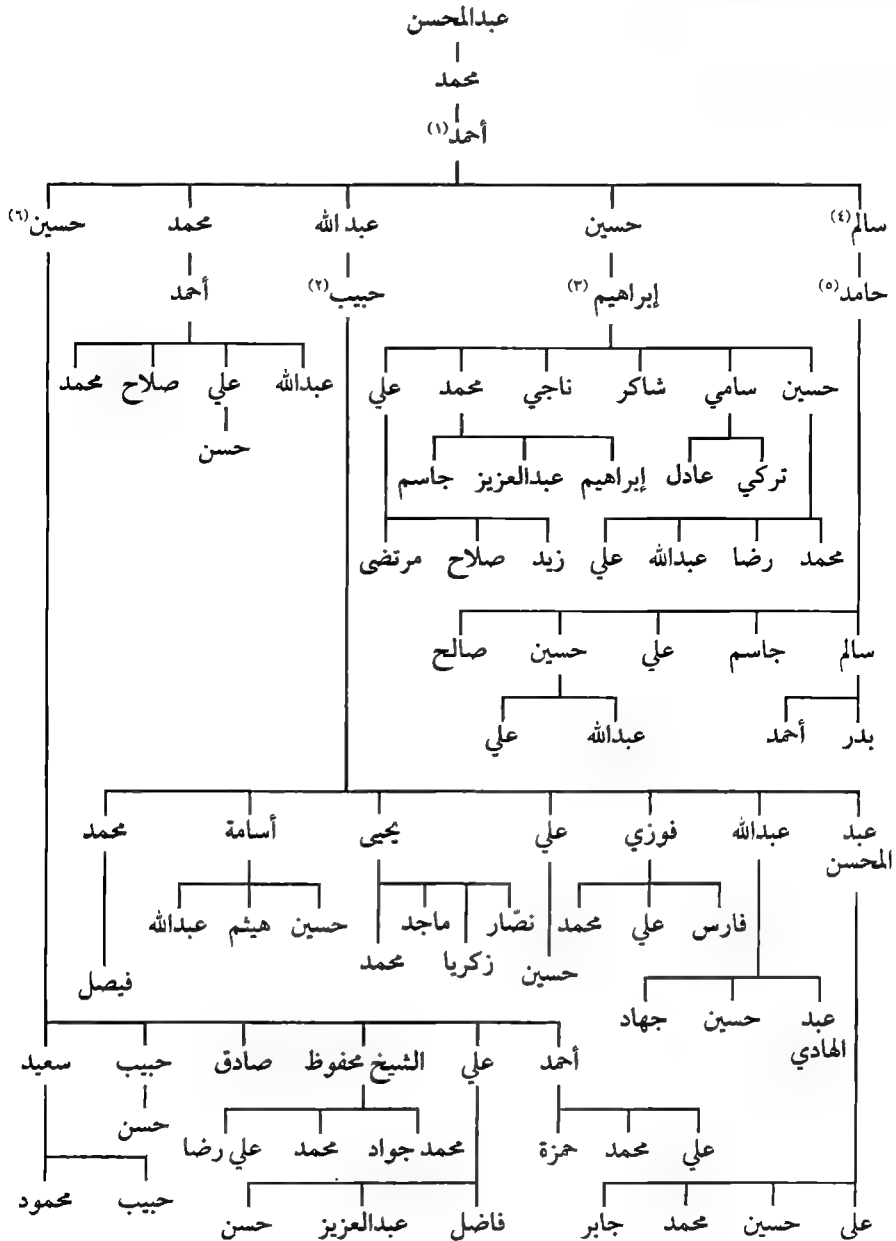 عبدالمحسن
محمد
أحمد (١)
سالم (٤) حسين عبد الله محمد حسين (٦)
حامد (٥) إبراهيم (٣) حبيب (٢) أحمد
حسين سامي شاكر ناجي محمد علي عبدالله علي صلاح محمد
حسن
تركي عادل إبراهيم عبدالعزيز جاسم
محمد رضا عبدالله علي زيد صلاح مرتضى
سالم جاسم علي حسين صالح
بدر أحمد عبدالله علي
عبد المحسن عبدالله فوزي علي يحيى أسامة محمد
فارس علي محمد نصّار ماجد حسين هيثم عبدالله
زكريا محمد
حسين فيصل
عبد الهادي حسين جهاد
أحمد علي الشيخ محفوظ صادق حبيب سعيد
حسن
علي محمد حمزة محمد جواد محمد علي رضا
علي حسين محمد جابر فاضل عبدالعزيز حسن حبيب محمود